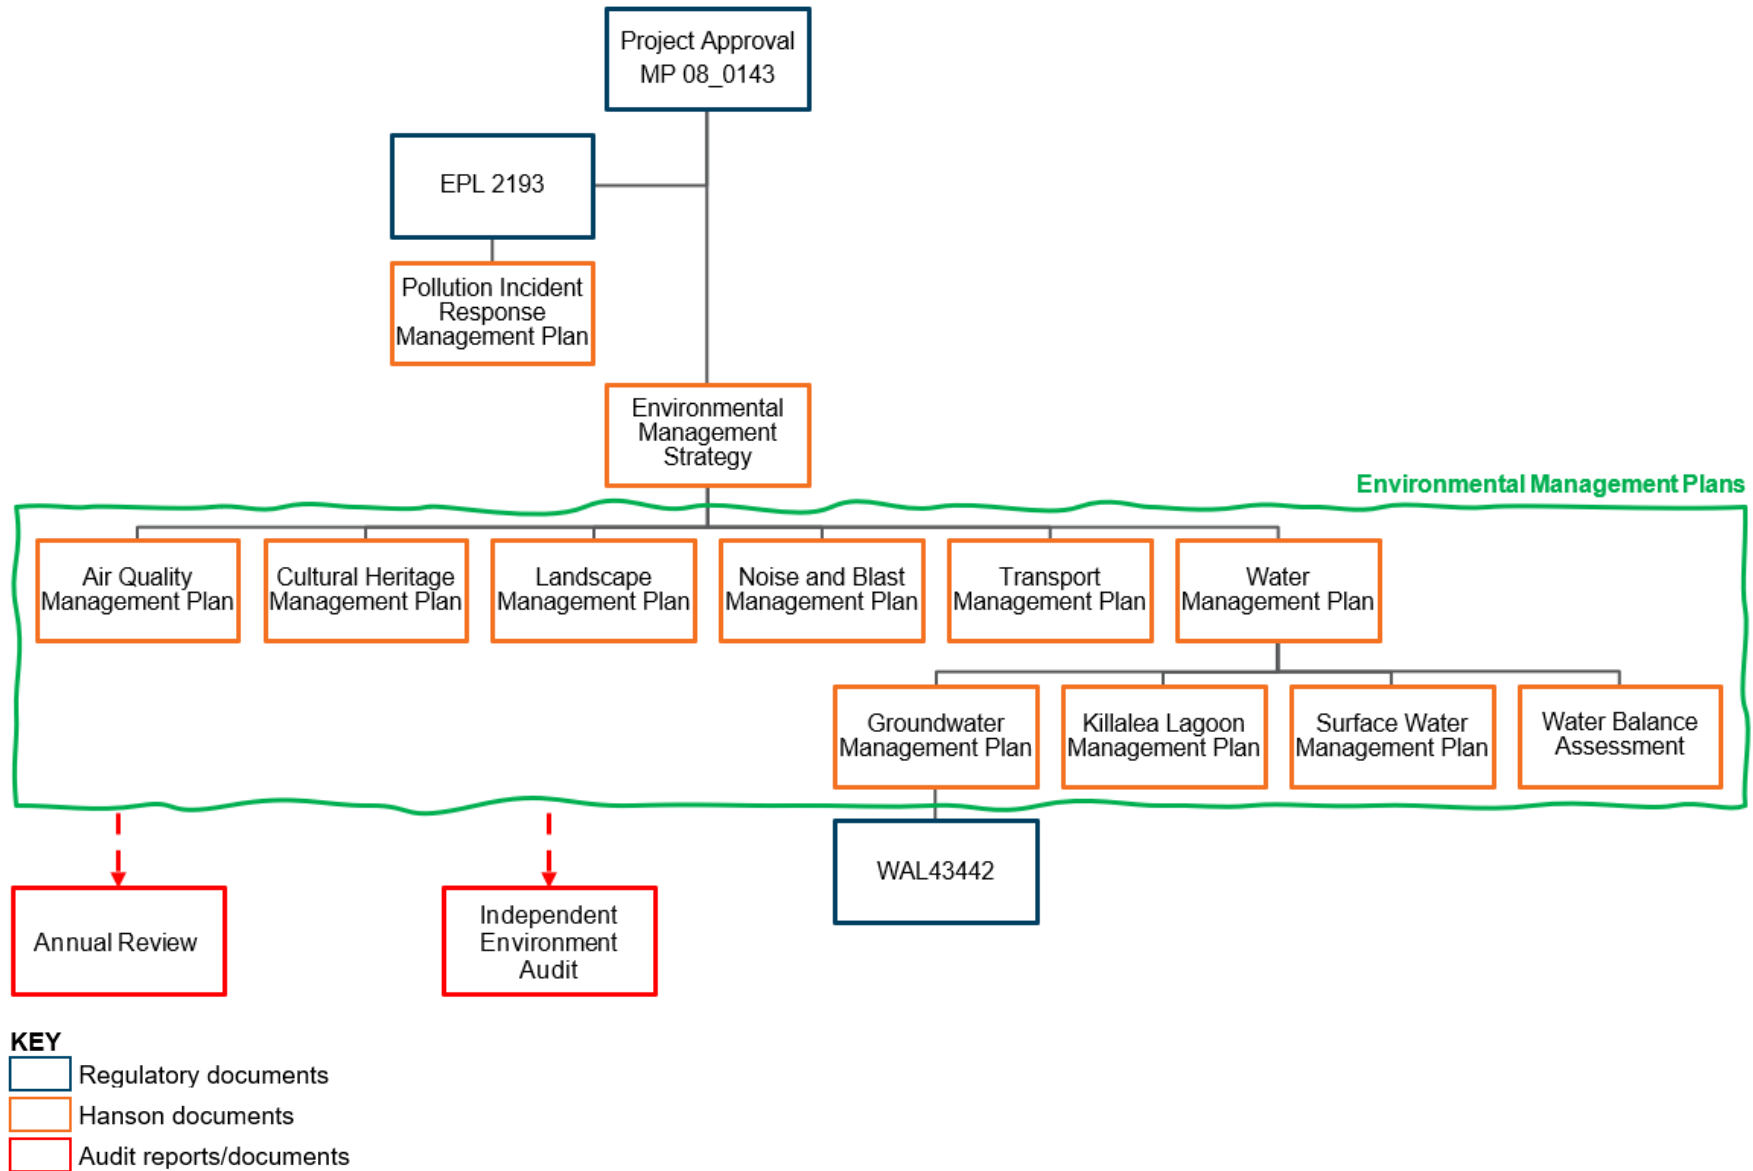 Project Approval
MP 08_0143
EPL 2193
Pollution Incident
Response
Management Plan
Environmental
Management
Strategy
Environmental Management Plans
Air Quality
Management Plan
Cultural Heritage
Management Plan
Landscape
Management Plan
Noise and Blast
Management Plan
Transport
Management Plan
Water
Management Plan
Groundwater
Management Plan
Killalea Lagoon
Management Plan
Surface Water
Management Plan
Water Balance
Assessment
WAL43442
Annual Review
Independent
Environment
Audit
KEY
Regulatory documents
Hanson documents
Audit reports/documents